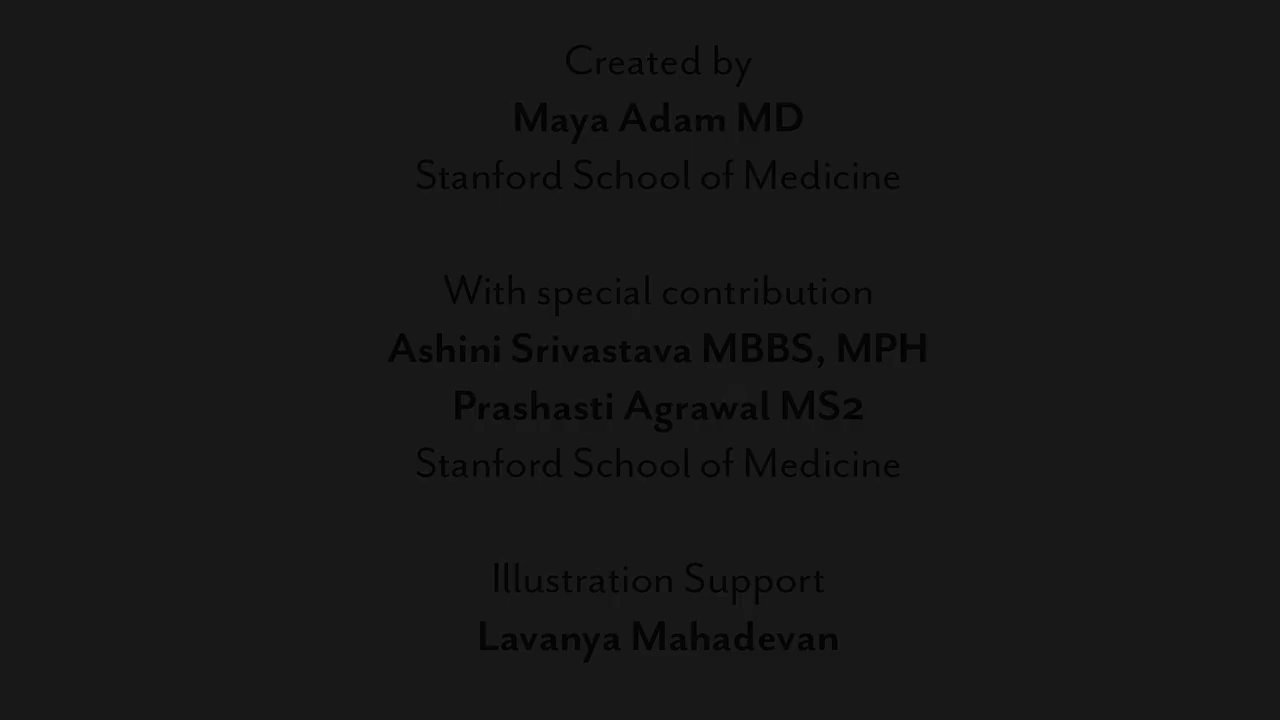 Created by
Maya Adam MD
Stanford School of Medicine
With special contribution
Ashini Srivastava MBBS, MPH
Prashasti Agrawal MS2
Stanford School of Medicine
Illustration Support
Lavanya Mahadevan